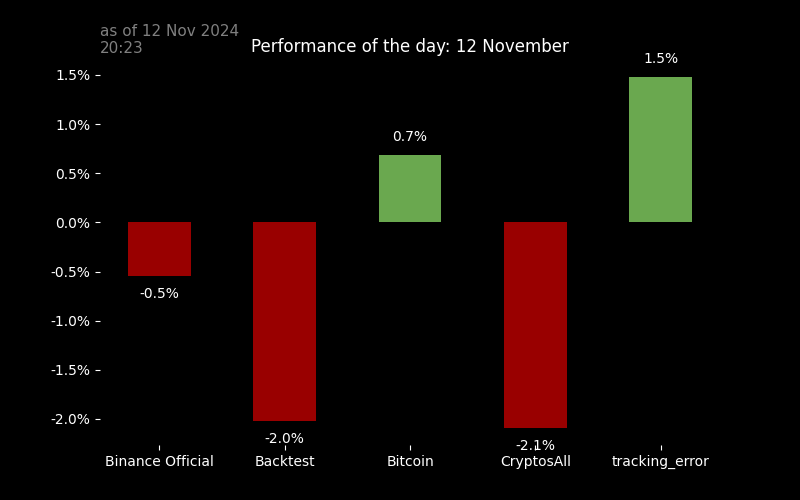 as of 12 Nov 2024
20:23
Performance of the day: 12 November
1.5%
1.0%
0.5%
0.0%
-0.5%
-1.0%
-1.5%
-2.0%
-0.5%
-2.0%
0.7%
-2.1%
1.5%
Binance Official
Backtest
Bitcoin
CryptosAll
tracking_error